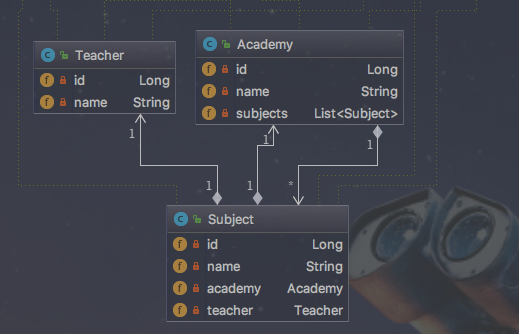 Teacher
id Long
name String
Academy
id Long
name String
subjects List<Subject>
1 1 1
1 1 *
Subject
id Long
name String
academy Academy
teacher Teacher